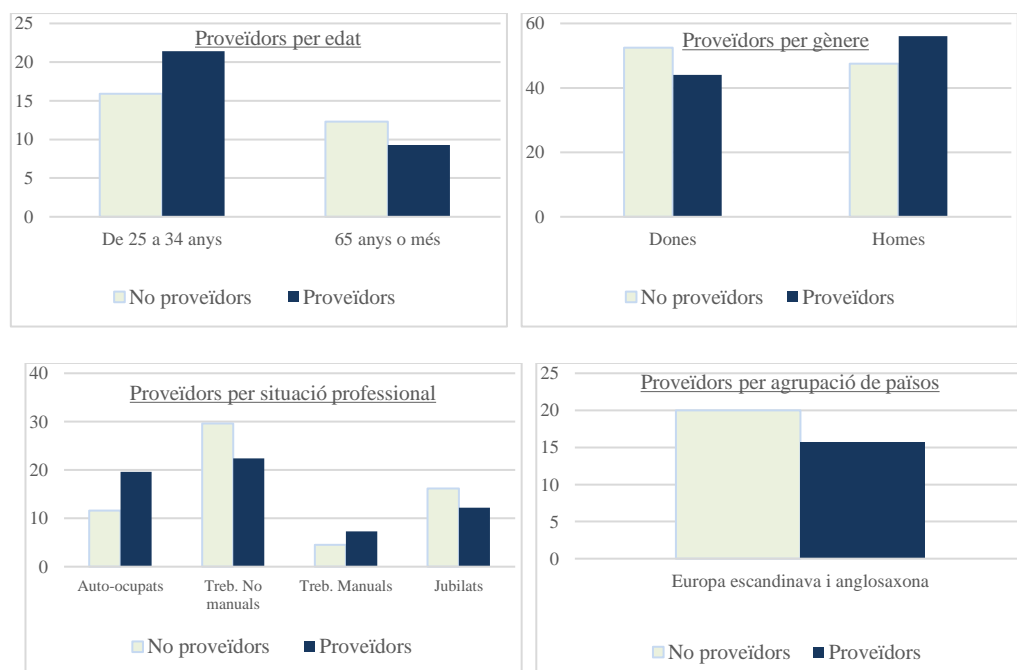 Proveïdors per edat
25
20
15
10
5
0
De 25 a 34 anys 65 anys o més
No proveïdors Proveïdors
Proveïdors per gènere
60
40
20
0
Dones Homes
No proveïdors Proveïdors
Proveïdors per situació professional
40
30
20
10
0
Auto-ocupats Treb. No manuals Treb. Manuals Jubilats
No proveïdors Proveïdors
Proveïdors per agrupació de països
25
20
15
10
5
0
Europa escandinava i anglosaxona
No proveïdors Proveïdors